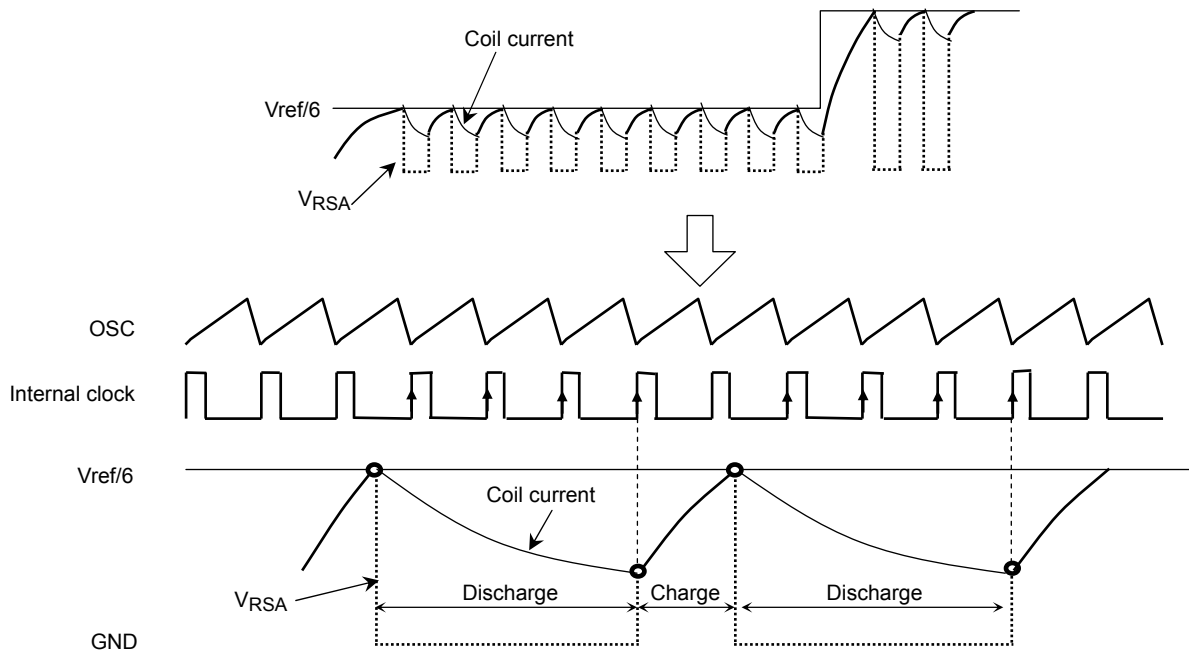 Coil current
Vref/6
VRSA
OSC
Internal clock
Vref/6
Coil current
VRSA
Discharge
Charge
Discharge
GND